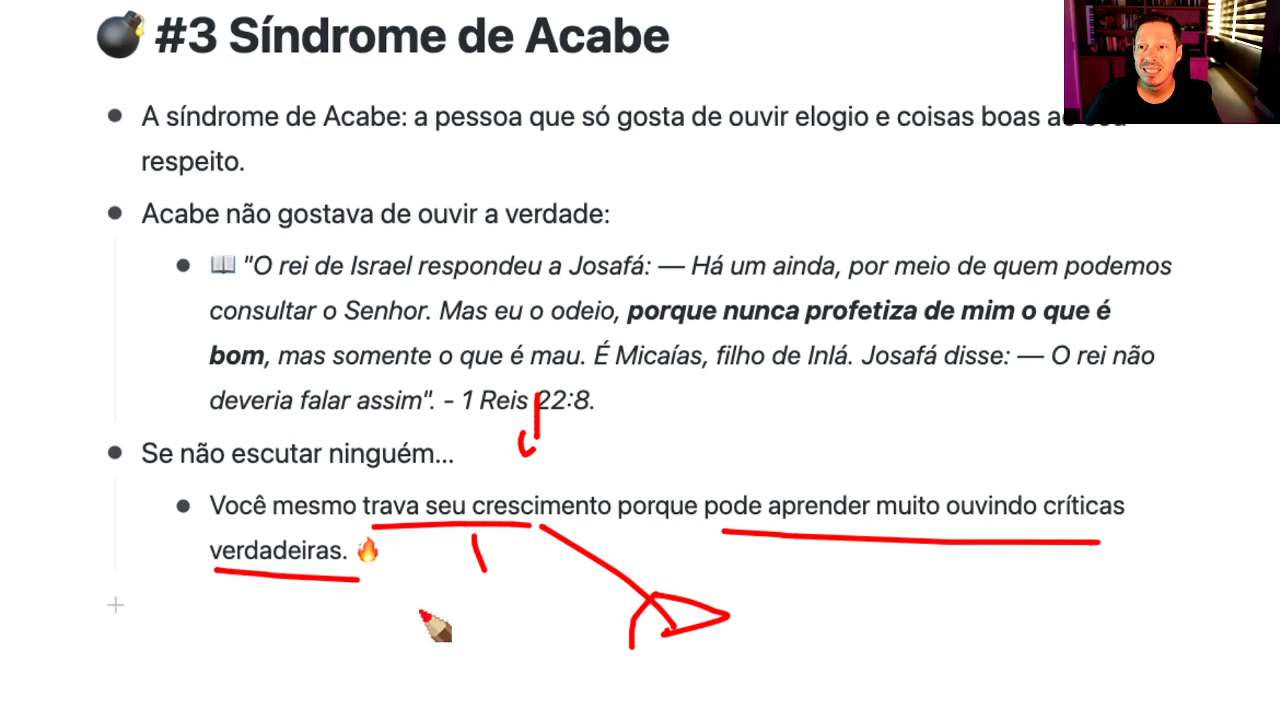 #3 Síndrome de Acabe
A síndrome de Acabe: a pessoa que só gosta de ouvir elogio e coisas boas
respeito.
Acabe não gostava de ouvir a verdade:
"O rei de Israel respondeu a Josafá: — Há um ainda, por meio de quem podemos
consultar o Senhor. Mas eu o odeio, porque nunca profetiza de mim o que é
bom, mas somente o que é mau. É Micaías, filho de Inlá. Josafá disse: — O rei não
deveria falar assim". - 1 Reis 22:8.
Se não escutar ninguém...
Você mesmo trava seu crescimento porque pode aprender muito ouvindo críticas
verdadeiras.